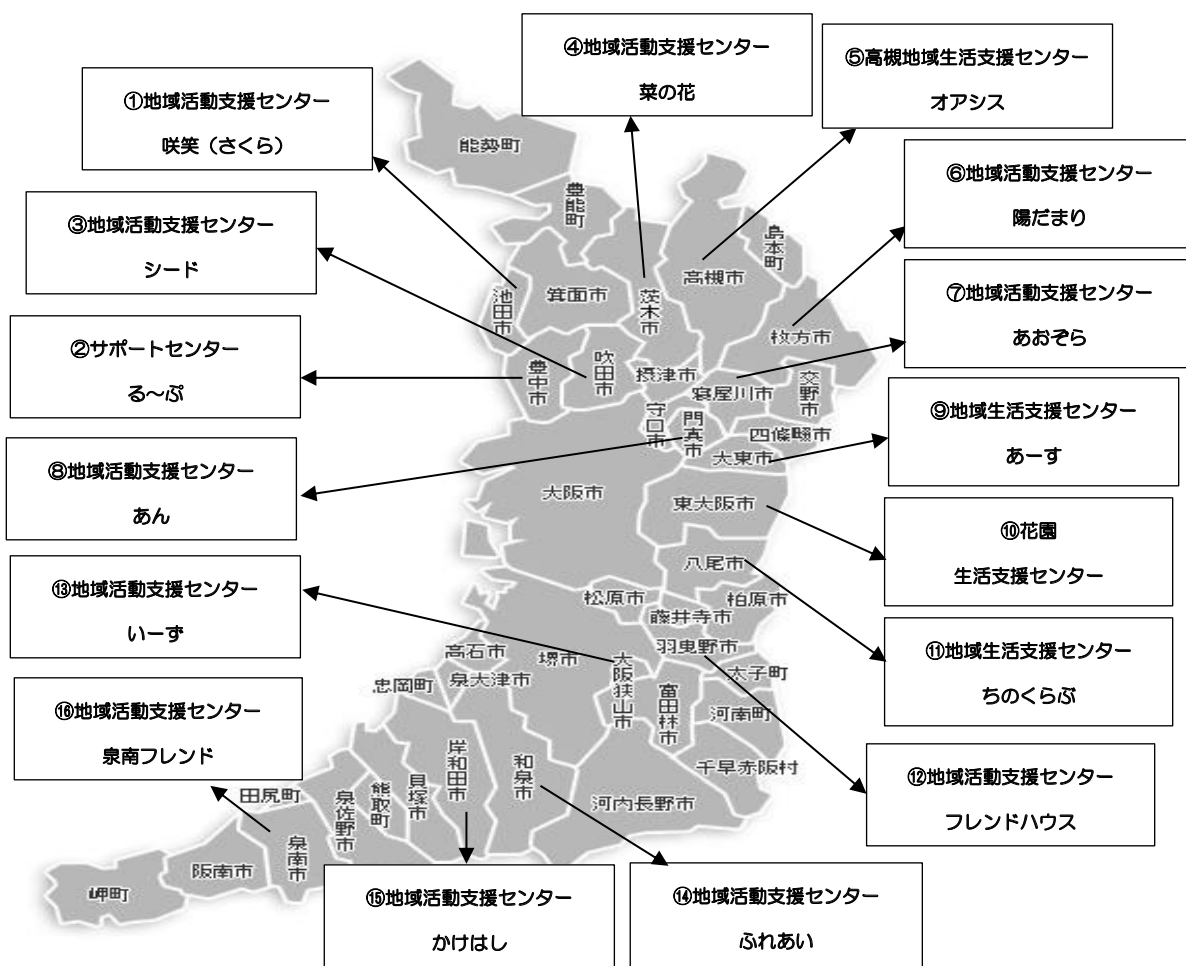 ④地域活動支援センター
菜の花
⑤高槻地域生活支援センター
オアシス
①地域活動支援センター
咲笑（さくら）
⑥地域活動支援センター
陽だまり
③地域活動支援センター
シード
⑦地域活動支援センター
あおぞら
②サポートセンター
る～ぷ
⑨地域生活支援センター
あーす
⑧地域活動支援センター
あん
⑩花園
生活支援センター
⑬地域活動支援センター
いーず
⑪地域生活支援センター
ちのくらぶ
⑯地域活動支援センター
泉南フレンド
⑫地域活動支援センター
フレンドハウス
⑮地域活動支援センター
かけはし
⑭地域活動支援センター
ふれあい
能勢町
豊能町
島本町
高槻市
池田市
箕面市
茨木市
枚方市
豊中市
吹田市
摂津市
寝屋川市
交野市
守口市
門真市
四條畷市
大東市
大阪市
東大阪市
八尾市
松原市
藤井寺市
柏原市
羽曳野市
高石市
堺市
大阪狭山市
太子町
忠岡町
泉大津市
富田林市
河南町
千早赤阪村
岸和田市
和泉市
河内長野市
貝塚市
熊取町
田尻町
泉佐野市
泉南市
阪南市
岬町